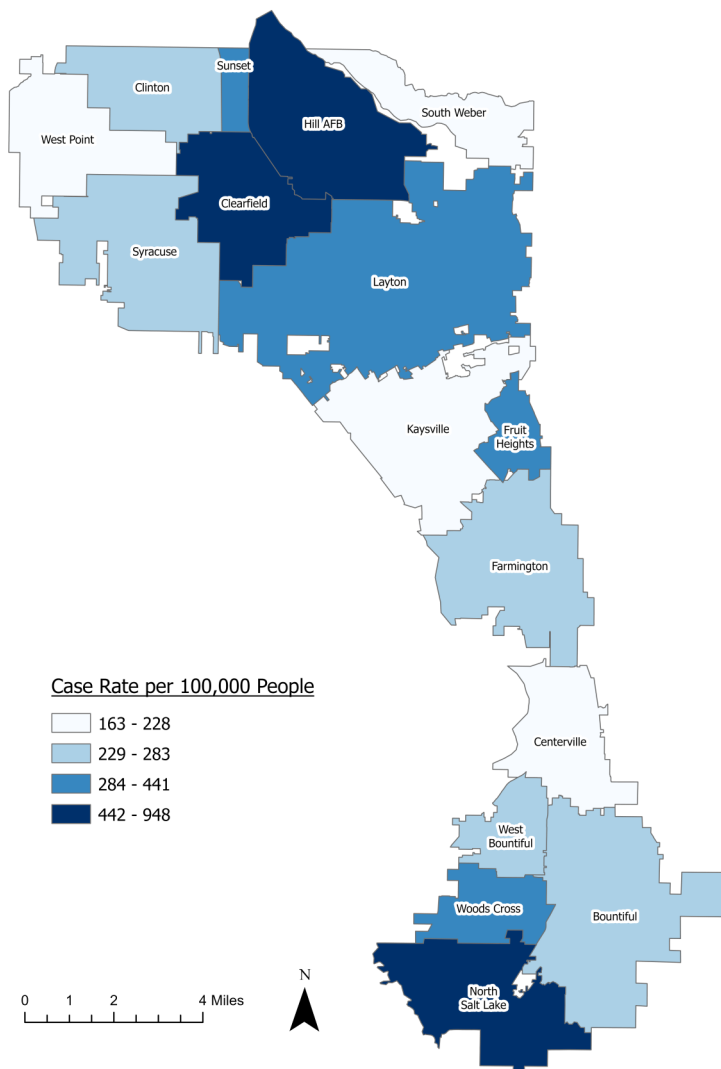 Sunset
Clinton
South Weber
Hill AFB
West Point
Clearfield
Syracuse
Layton
Kaysville
Fruit
Heights
Farmington
Case Rate per 100,000 People
163 - 228
229 - 283
284 - 441
442 - 948
Centerville
West
Bountiful
Woods Cross
Bountiful
North
Salt Lake
N
0 1 2 4 Miles